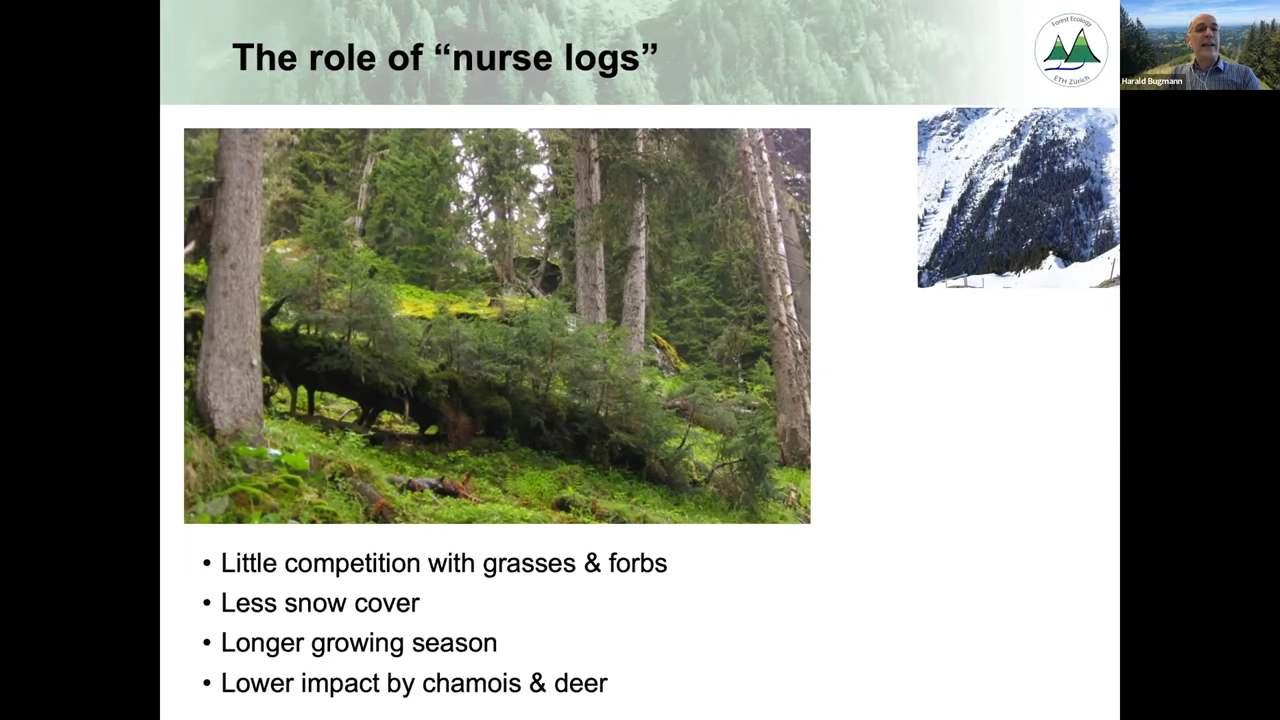 The role of “nurse logs”
Forest Ecology
ETH Zürich
Harald Bugmann
• Little competition with grasses & forbs
• Less snow cover
• Longer growing season
• Lower impact by chamois & deer